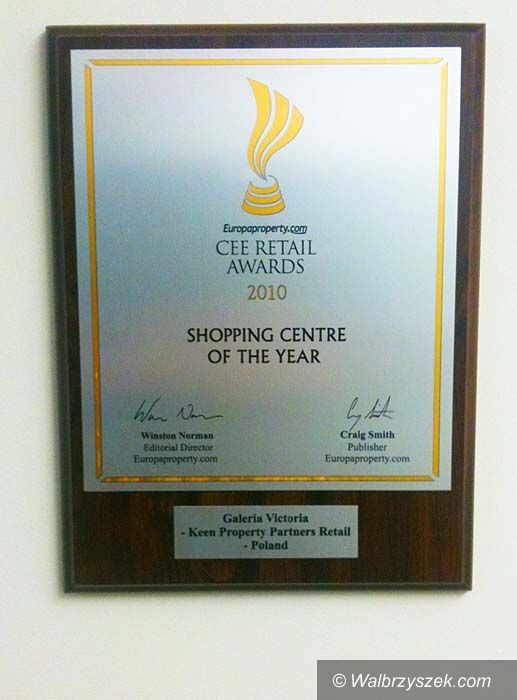 Europaproperty.com
CEE RETAIL
AWARDS
2010
SHOPPING CENTRE
OF THE YEAR
Winston Norman
Editorial Director
Europaproperty.com
Craig Smith
Publisher
Europaproperty.com
Galeria Victoria
- Keen Property Partners Retail
- Poland
© Walbrzyszek.com